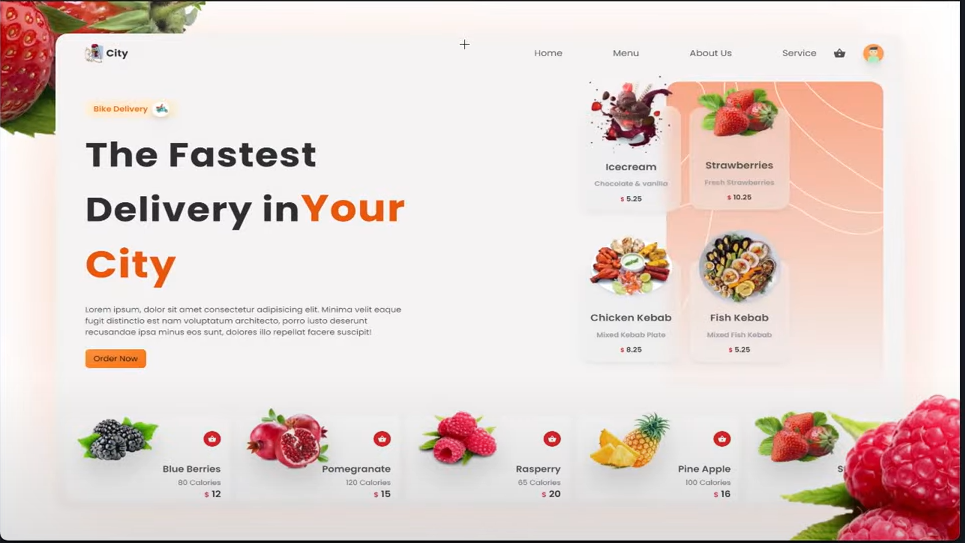 City
Home Menu About Us Service
Bike Delivery
The Fastest
Delivery inYour
City
Lorem ipsum, dolor sit amet consectetur adipisicing elit. Minima velit eaque
fugit distinctio est nam voluptatum architecto, porro iusto deserunt
recusandae ipsa minus eos sunt, dolores illo repellat facere suscipit!
Order Now
Icecream
Chocolate & vanilla
$ 5.25
Strawberries
Fresh Strawberries
$ 10.25
Chicken Kebab
Mixed Kebab Plate
$ 8.25
Fish Kebab
Mixed Fish Kebab
$ 5.25
Blue Berries
80 Calories
$ 12
Pomegranate
120 Calories
$ 15
Rasperry
65 Calories
$ 20
Pine Apple
100 Calories
$ 16